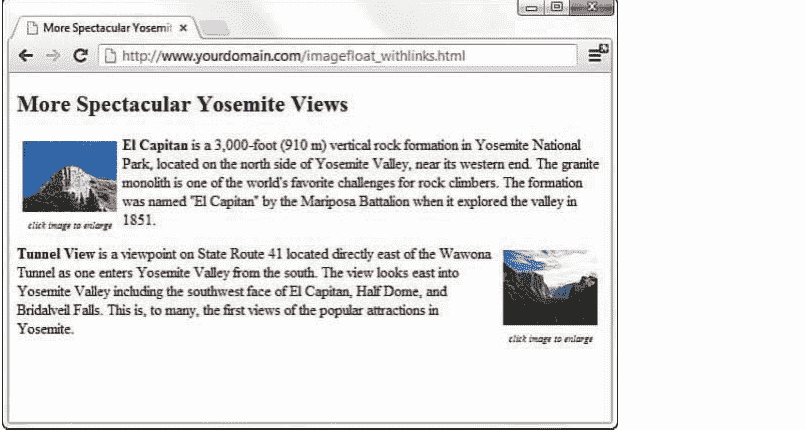 More Spectacular Yosemit
http://www.yourdomain.com/imagefloat_withlinks.html
More Spectacular Yosemite Views
El Capitan is a 3,000-foot (910 m) vertical rock formation in Yosemite National
Park, located on the north side of Yosemite Valley, near its western end. The granite
monolith is one of the world's favorite challenges for rock climbers. The formation
was named "El Capitan" by the Mariposa Battalion when it explored the valley in
1851.
click image to enlarge
Tunnel View is a viewpoint on State Route 41 located directly east of the Wawona
Tunnel as one enters Yosemite Valley from the south. The view looks east into
Yosemite Valley including the southwest face of El Capitan, Half Dome, and
Bridalveil Falls. This is, to many, the first views of the popular attractions in
Yosemite.
click image to enlarge